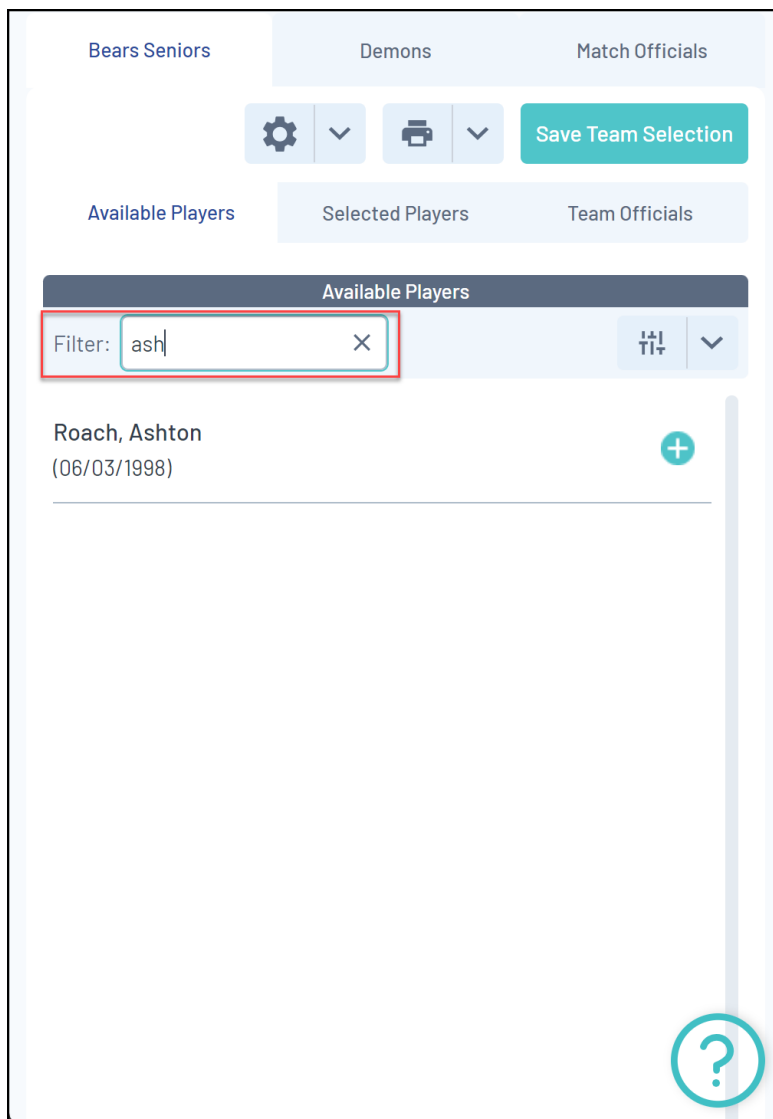 Bears Seniors Demons Match Officials
Save Team Selection
Available Players Selected Players Team Officials
Available Players
Filter: ash
Roach, Ashton
(06/03/1998)
?